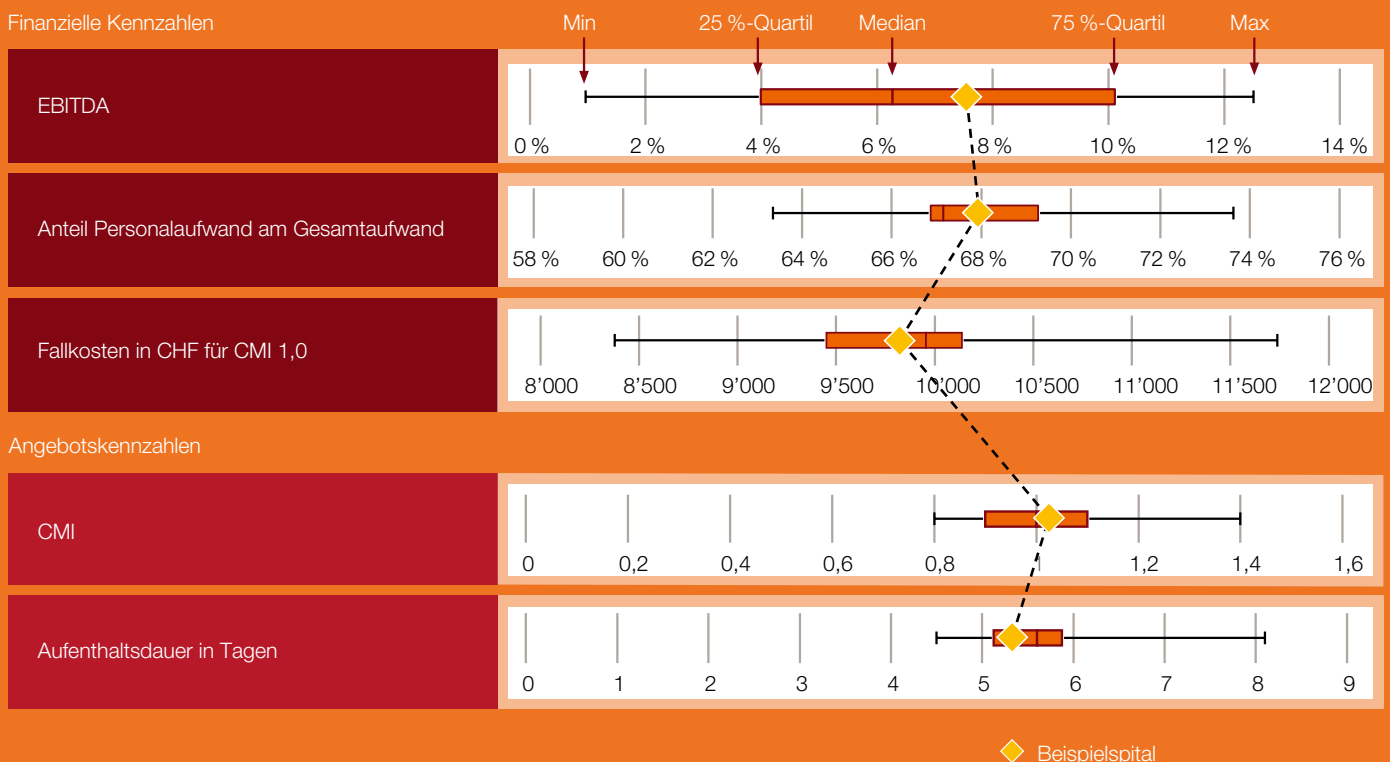 Finanzielle Kennzahlen Min 25 %-Quartil Median 75 %-Quartil Max
EBITDA
0 % 2 % 4 % 6 % 8 % 10 % 12 % 14 %
Anteil Personalaufwand am Gesamtaufwand
58 % 60 % 62 % 64 % 66 % 68 % 70 % 72 % 74 % 76 %
Fallkosten in CHF für CMI 1,0
8’000 8’500 9’000 9’500 10’000 10’500 11’000 11’500 12’000
Angebotskennzahlen
CMI
0 0,2 0,4 0,6 0,8 1 1,2 1,4 1,6
Aufenthaltsdauer in Tagen
0 1 2 3 4 5 6 7 8 9
Beispielspital